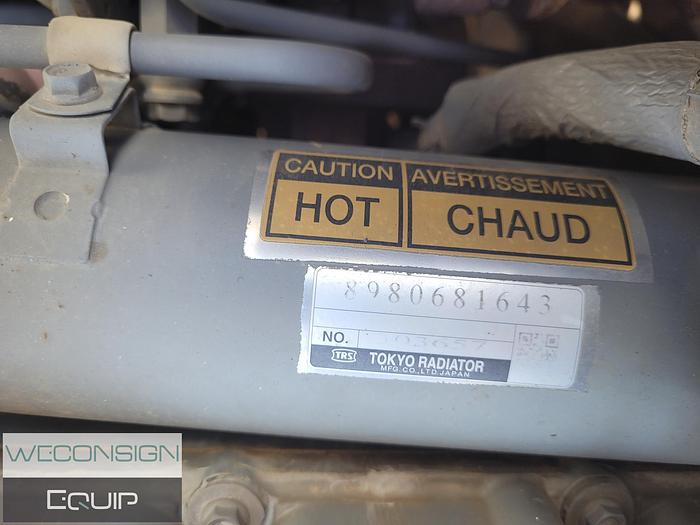 CAUTION AVERTISSEMENT
HOT CHAUD
8980681643
NO.
TRS TOKYO RADIATOR
MFG.CO.,LTD.JAPAN
WECONSIGN
EQUIP